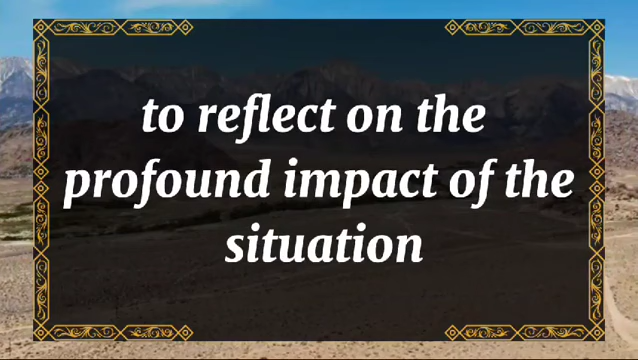 to reflect on the
profound impact of the
situation